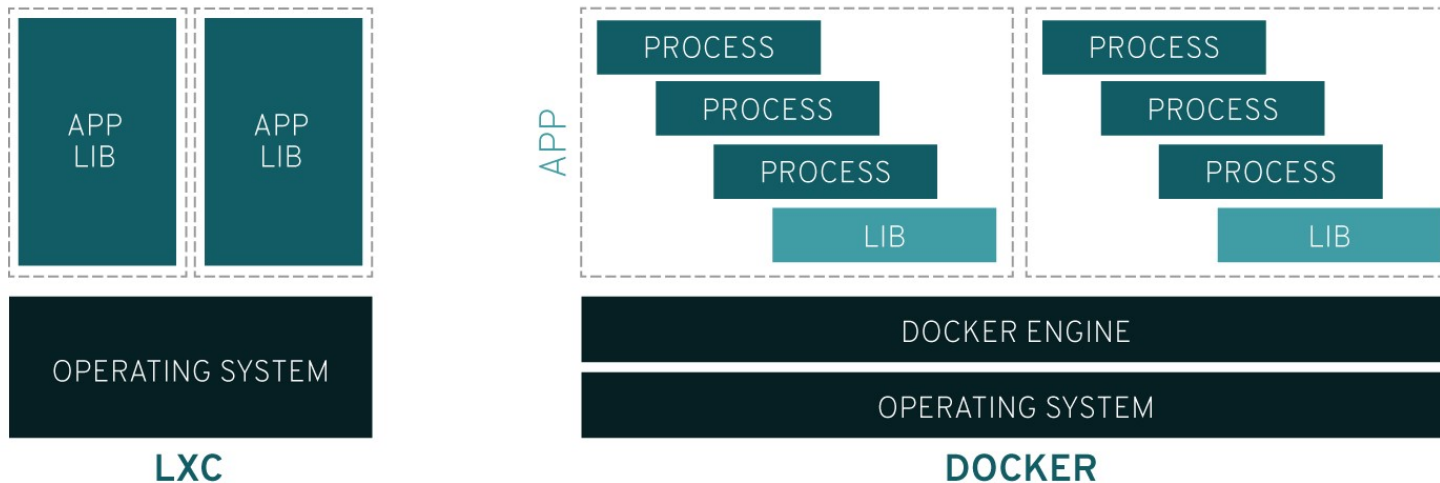 APP
LIB
APP
LIB
OPERATING SYSTEM
LXC
APP
PROCESS
PROCESS
PROCESS
LIB
PROCESS
PROCESS
PROCESS
LIB
DOCKER ENGINE
OPERATING SYSTEM
DOCKER